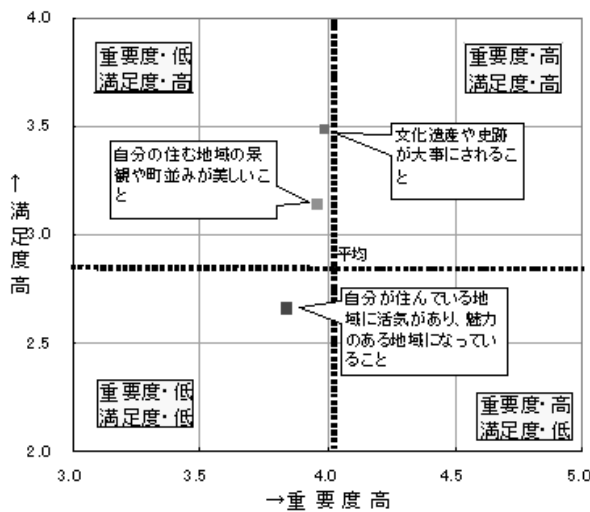 4.0
重要度・低
満足度・高
重要度・高
満足度・高
3.5
文化遺産や史跡
が大事にされるこ
と
自分の住む地域の景
観や町並みが美しいこ
と
↑
満
足
度
高
3.0
平均
自分が住んでいる地
域に活気があり、魅力
のある地域になってい
ること
2.5
重要度・低
満足度・低
重要度・高
満足度・低
2.0
3.0
3.5
4.0
4.5
5.0
→重要度高